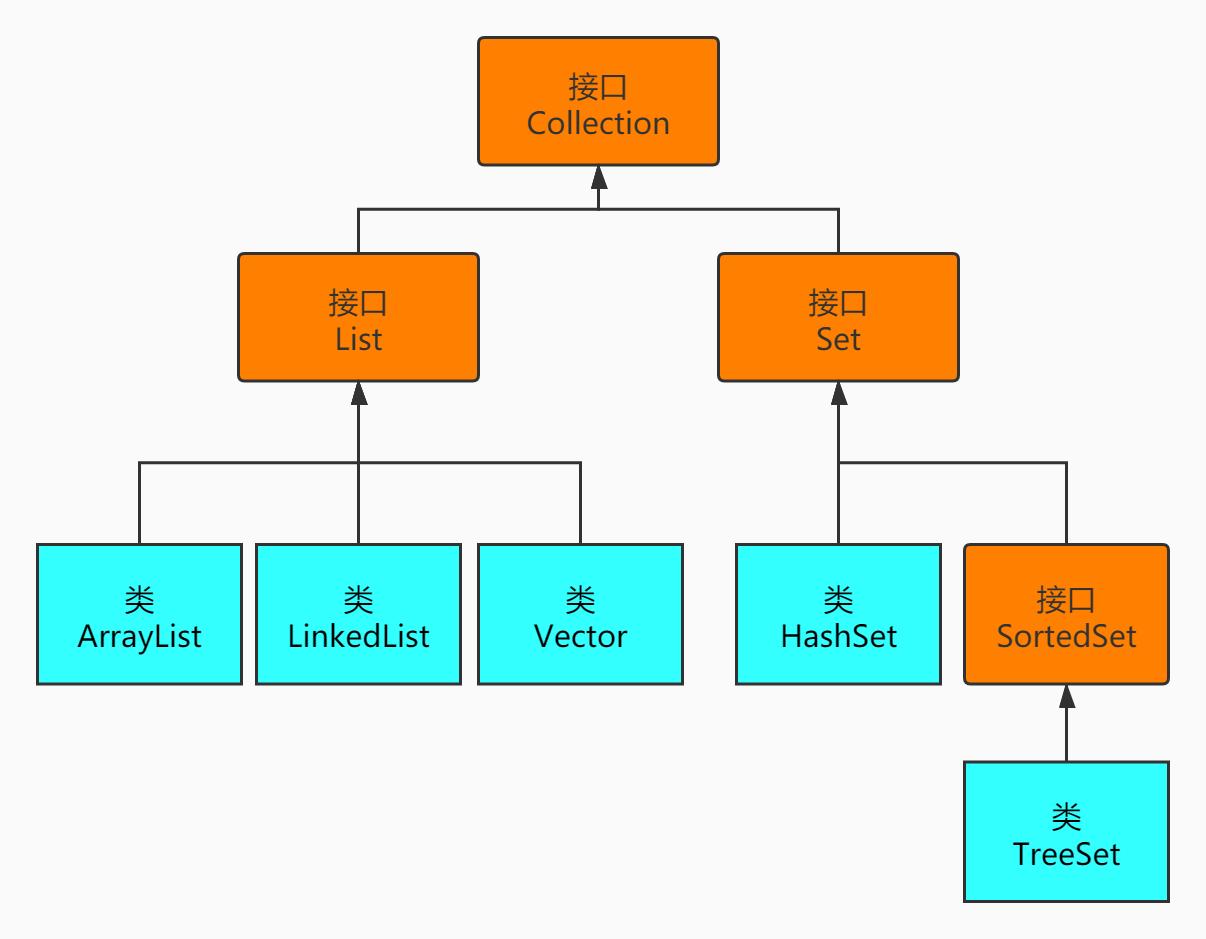 接口
Collection
接口
List
接口
Set
类
ArrayList
类
LinkedList
类
Vector
类
HashSet
接口
SortedSet
类
TreeSet